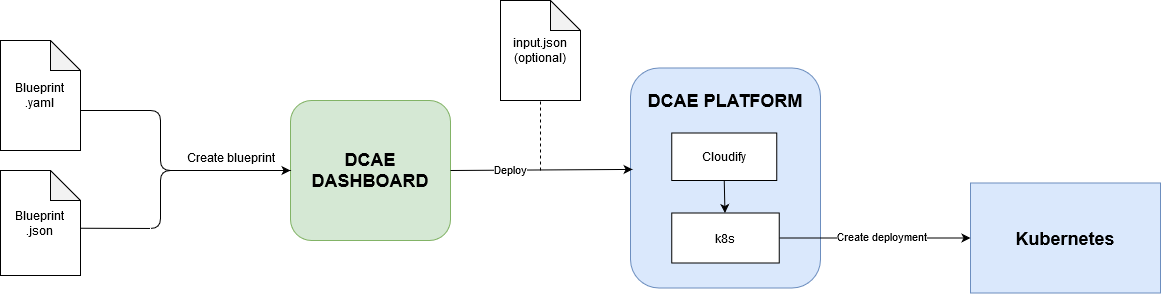 input.json
(optional)
Blueprint
.yaml
DCAE PLATFORM
Create blueprint
DCAE
DASHBOARD
Deploy
Cloudify
Blueprint
.json
k8s
Create deployment
Kubernetes